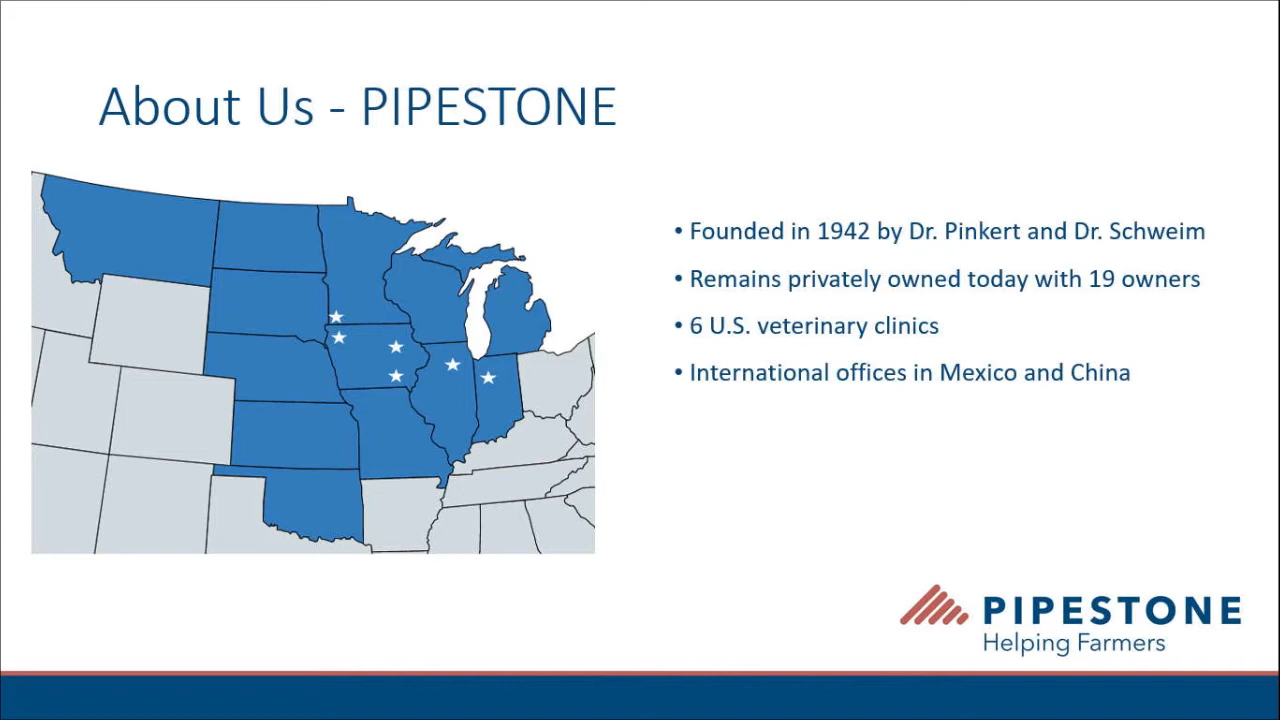 About Us - PIPESTONE
• Founded in 1942 by Dr. Pinkert and Dr. Schweim
• Remains privately owned today with 19 owners
• 6 U.S. veterinary clinics
• International offices in Mexico and China
PIPESTONE
Helping Farmers